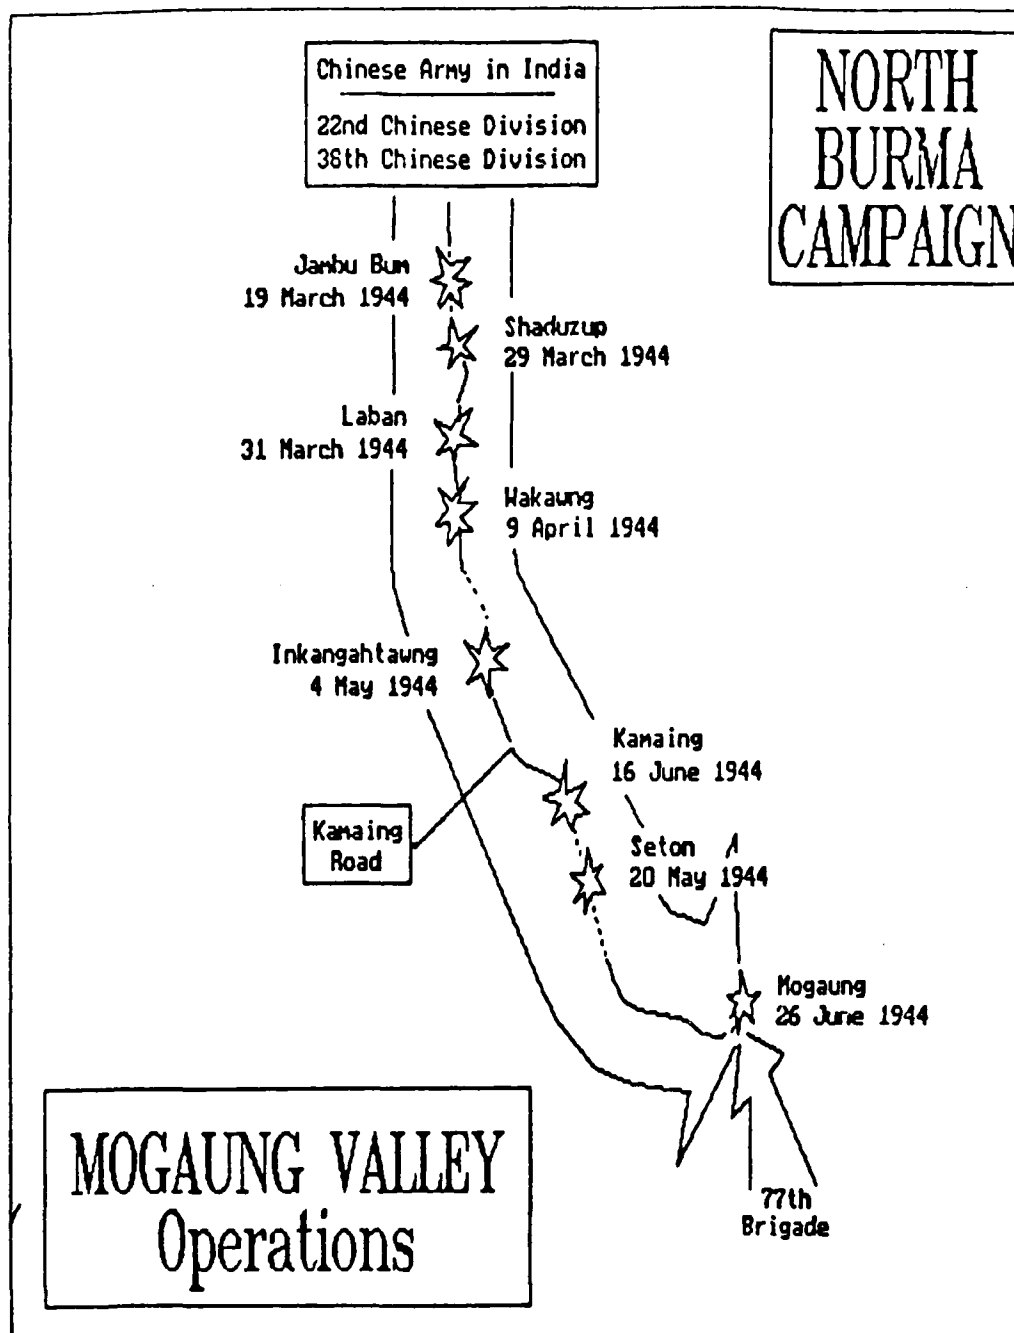 Chinese Army in India
22nd Chinese Division
38th Chinese Division
NORTH
BURMA
CAMPAIGN
Jambu Bum
19 March 1944
Shaduzup
29 March 1944
Laban
31 March 1944
Wakaung
9 April 1944
Inkangahtawng
4 May 1944
Kamaing
16 June 1944
Kamaing
Road
Seton
20 May 1944
Mogaung
26 June 1944
MOGAUNG VALLEY
Operations
77th
Brigade